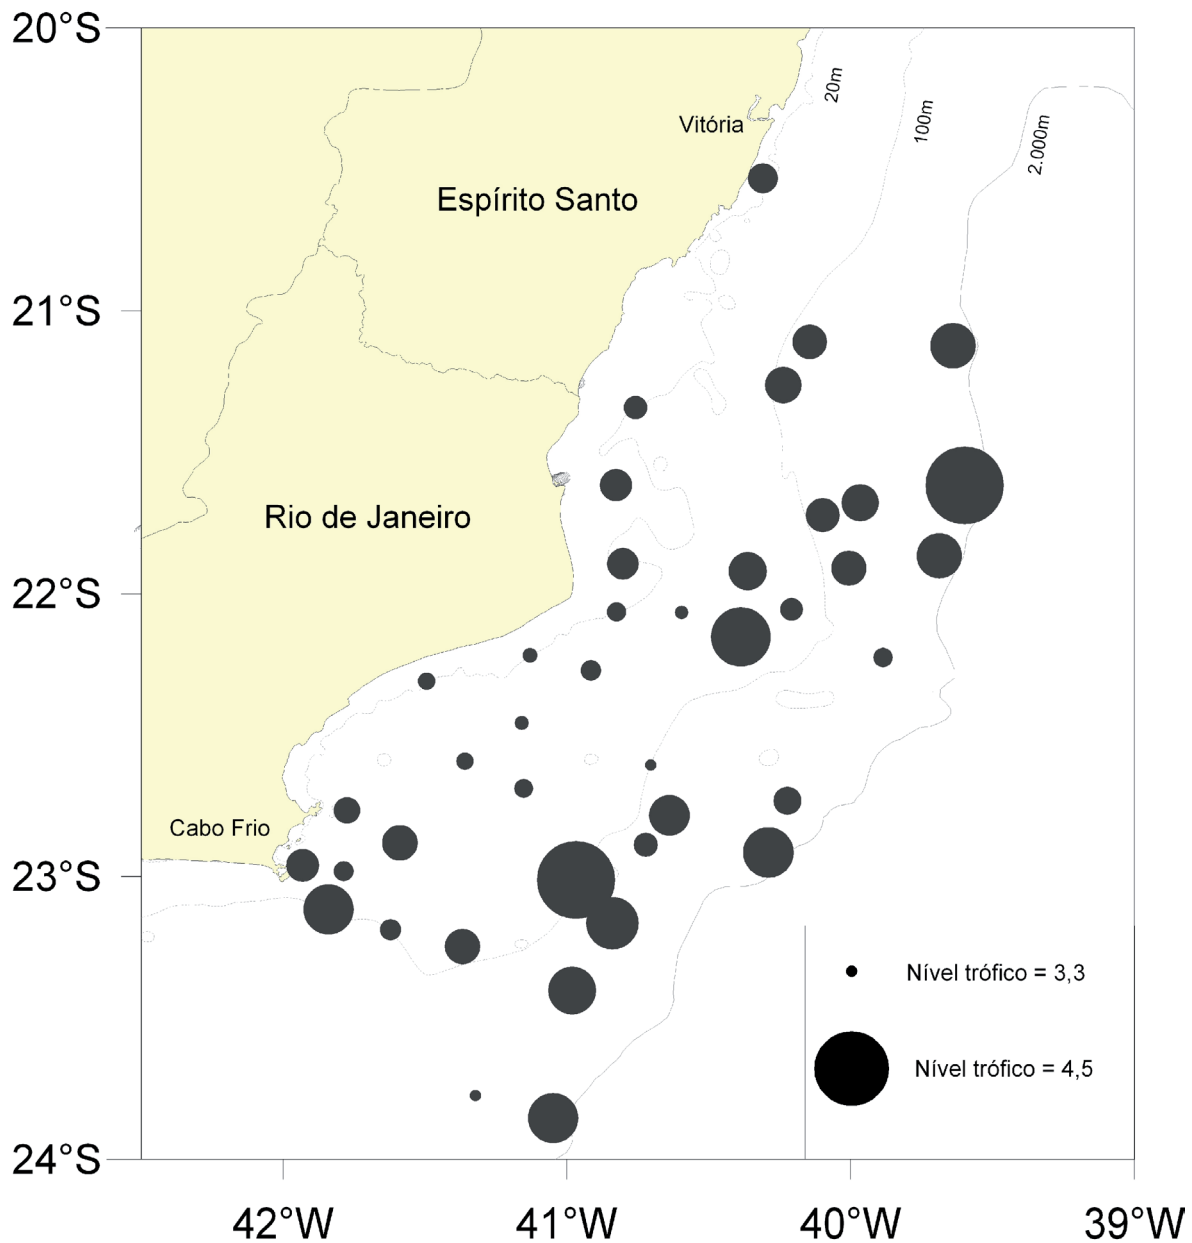 20°S
20m
100m
Vitória
2.000m
Espírito Santo
21°S
Rio de Janeiro
22°S
Cabo Frio
23°S
Nível trófico = 3,3
Nível trófico = 4,5
24°S
42°W
41°W
40°W
39°W